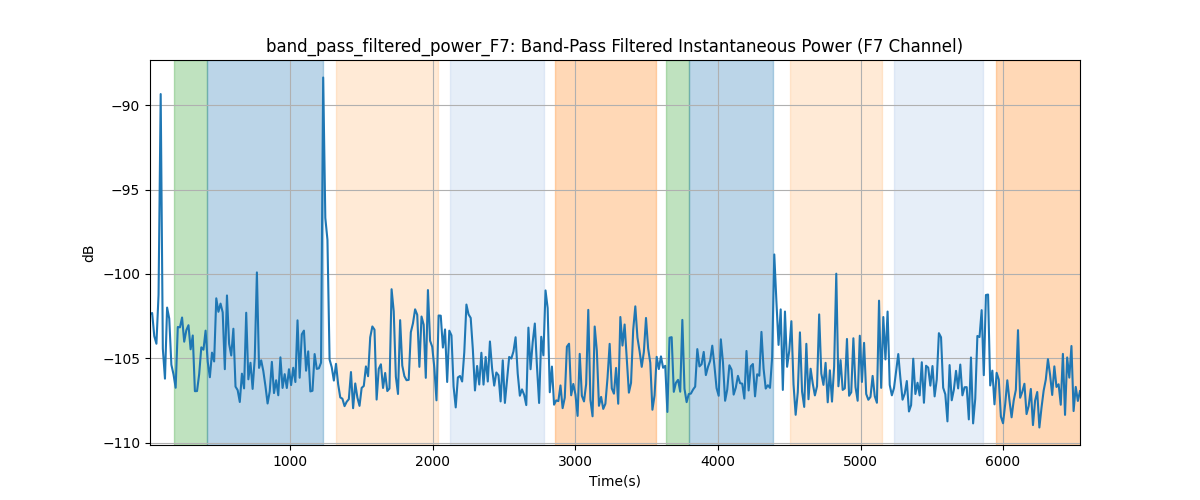 band_pass_filtered_power_F7: Band-Pass Filtered Instantaneous Power (F7 Channel)
−90
−95
−100
−105
−110
dB
1000 2000 3000 4000 5000 6000
Time(s)